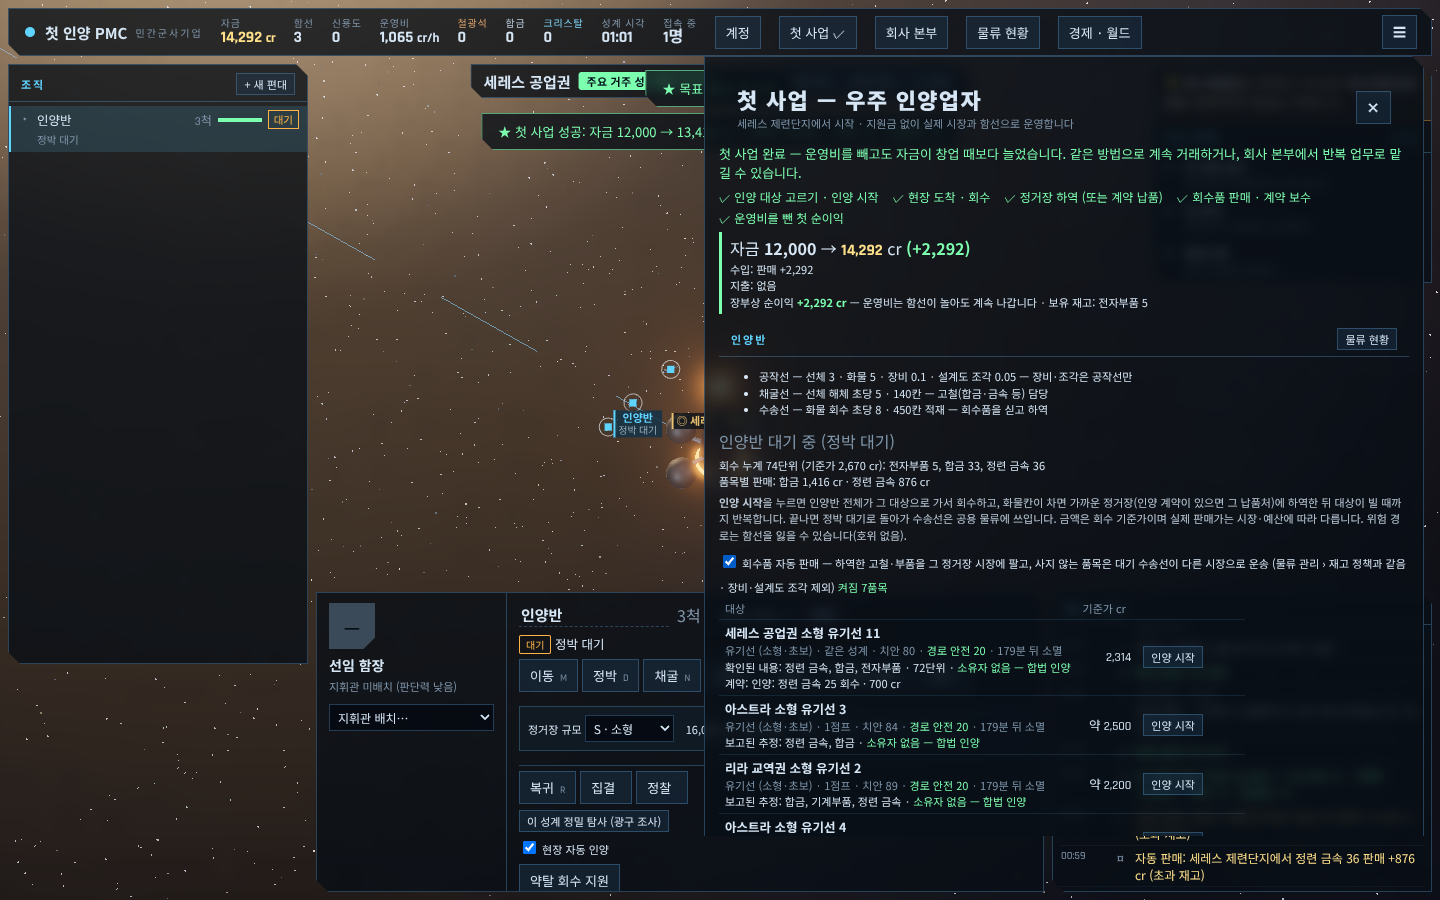 첫 인양 PMC 민간군사기업
자금 14,292 cr
함선 3
신용도 0
운영비 1,065 cr/h
철광석 0
합금 0
크리스탈 0
성계 시각 01:01
접속 중 1명
계정
첫 사업 ✓
회사 본부
물류 현황
경제 · 월드
☰
조직
+ 새 편대
인양반 3척 대기
정박 대기
세레스 공업권 주요 거주 성
★ 목표
★ 첫 사업 성공: 자금 12,000 → 13,4
인양반
정박 대기
◎ 세레
첫 사업 — 우주 인양업자
세레스 제련단지에서 시작 · 지원금 없이 실제 시장과 함선으로 운영합니다
✕
첫 사업 완료 — 운영비를 빼고도 자금이 창업 때보다 늘었습니다. 같은 방법으로 계속 거래하거나, 회사 본부에서 반복 업무로 맡
길 수 있습니다.
✓ 인양 대상 고르기 · 인양 시작 ✓ 현장 도착 · 회수 ✓ 정거장 하역 (또는 계약 납품) ✓ 회수품 판매 · 계약 보수
✓ 운영비를 뺀 첫 순이익
자금 12,000 → 14,292 cr (+2,292)
수입: 판매 +2,292
지출: 없음
장부상 순이익 +2,292 cr — 운영비는 함선이 놀아도 계속 나갑니다 · 보유 재고: 전자부품 5
인양반
물류 현황
• 공작선 — 선체 3 · 화물 5 · 장비 0.1 · 설계도 조각 0.05 — 장비·조각은 공작선만
• 채굴선 — 선체 해체 초당 5 · 140칸 — 고철(합금·금속 등) 담당
• 수송선 — 화물 회수 초당 8 · 450칸 적재 — 회수품을 싣고 하역
인양반 대기 중 (정박 대기)
회수 누계 74단위 (기준가 2,670 cr): 전자부품 5, 합금 33, 정련 금속 36
품목별 판매: 합금 1,416 cr · 정련 금속 876 cr
인양 시작을 누르면 인양반 전체가 그 대상으로 가서 회수하고, 화물칸이 차면 가까운 정거장(인양 계약이 있으면 그 납품처)에 하역한 뒤 대상이 빌 때까
지 반복합니다. 끝나면 정박 대기로 돌아가 수송선은 공용 물류에 쓰입니다. 금액은 회수 기준가이며 실제 판매가는 시장·예산에 따라 다릅니다. 위험 경
로는 함선을 잃을 수 있습니다(호위 없음).
회수품 자동 판매 — 하역한 고철·부품을 그 정거장 시장에 팔고, 사지 않는 품목은 대기 수송선이 다른 시장으로 운송 (물류 관리 › 재고 정책과 같음
· 장비·설계도 조각 제외) 켜짐 7품목
대상 기준가 cr
세레스 공업권 소형 유기선 11
유기선 (소형·초보) · 같은 성계 · 치안 80 · 경로 안전 20 · 179분 뒤 소멸
확인된 내용: 정련 금속, 합금, 전자부품 · 72단위 · 소유자 없음 — 합법 인양
계약: 인양: 정련 금속 25 회수 · 700 cr
2,314 인양 시작
아스트라 소형 유기선 3
유기선 (소형·초보) · 1점프 · 치안 84 · 경로 안전 20 · 179분 뒤 소멸
보고된 추정: 정련 금속, 합금 · 소유자 없음 — 합법 인양
약 2,500 인양 시작
리라 교역권 소형 유기선 2
유기선 (소형·초보) · 1점프 · 치안 89 · 경로 안전 20 · 179분 뒤 소멸
보고된 추정: 합금, 기계부품, 정련 금속 · 소유자 없음 — 합법 인양
약 2,200 인양 시작
아스트라 소형 유기선 4
—
선임 함장
지휘관 미배치 (판단력 낮음)
지휘관 배치···
인양반 3척
대기 정박 대기
이동 M
정박 D
채굴 N
정거장 규모 S · 소형 16,0
복귀 R
집결
정찰
이 성계 정밀 탐사 (광구 조사)
현장 자동 인양
약탈 회수 지원
00:59 ¤ 자동 판매: 세레스 제련단지에서 정련 금속 36 판매 +876
cr (초과 재고)